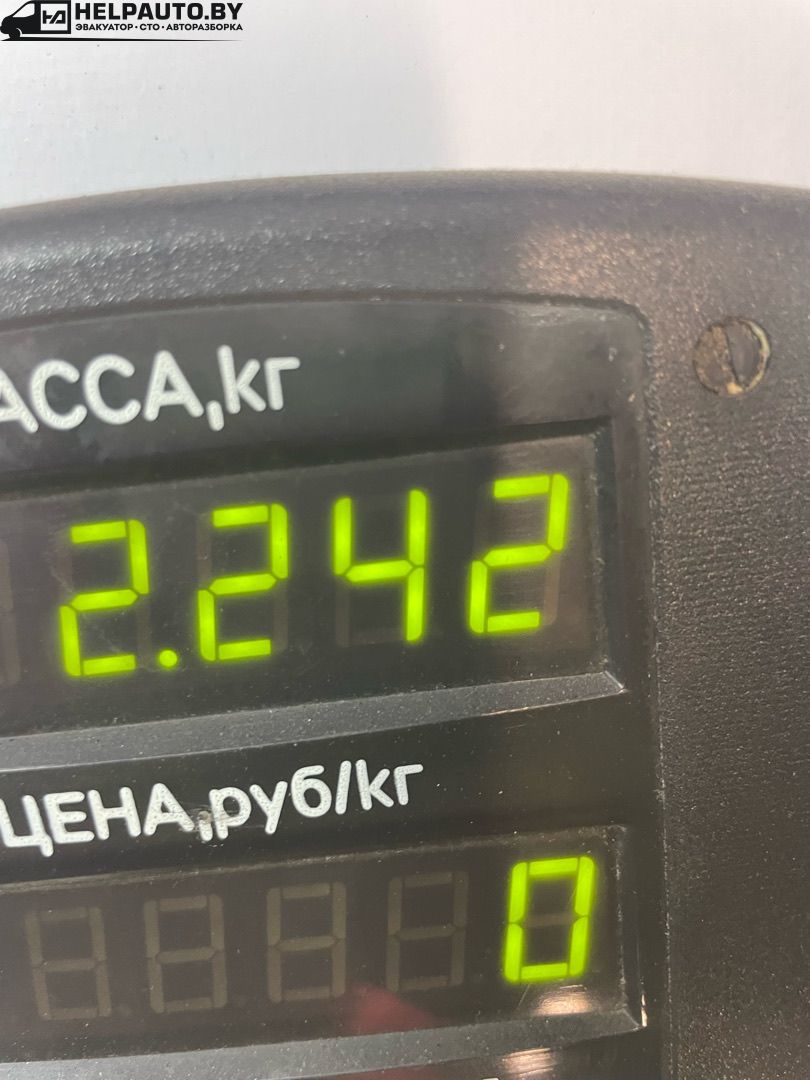 HELPAUTO.BY
ЭВАКУАТОР • СТО • АВТОРАЗБОРКА
АССА,кг
2.242
ЦЕНА,руб/кг
0